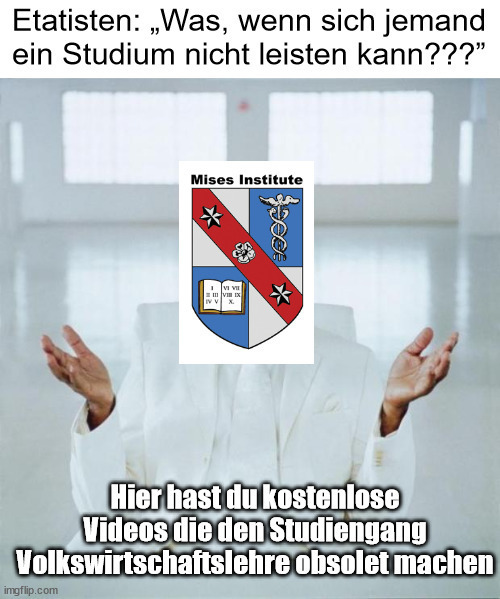 Etatisten: „Was, wenn sich jemand
ein Studium nicht leisten kann???”
Mises Institute
I VI VII
II III VIII IX
IV V X.
Hier hast du kostenlose
Videos die den Studiengang
Volkswirtschaftslehre obsolet machen
imgflip.com